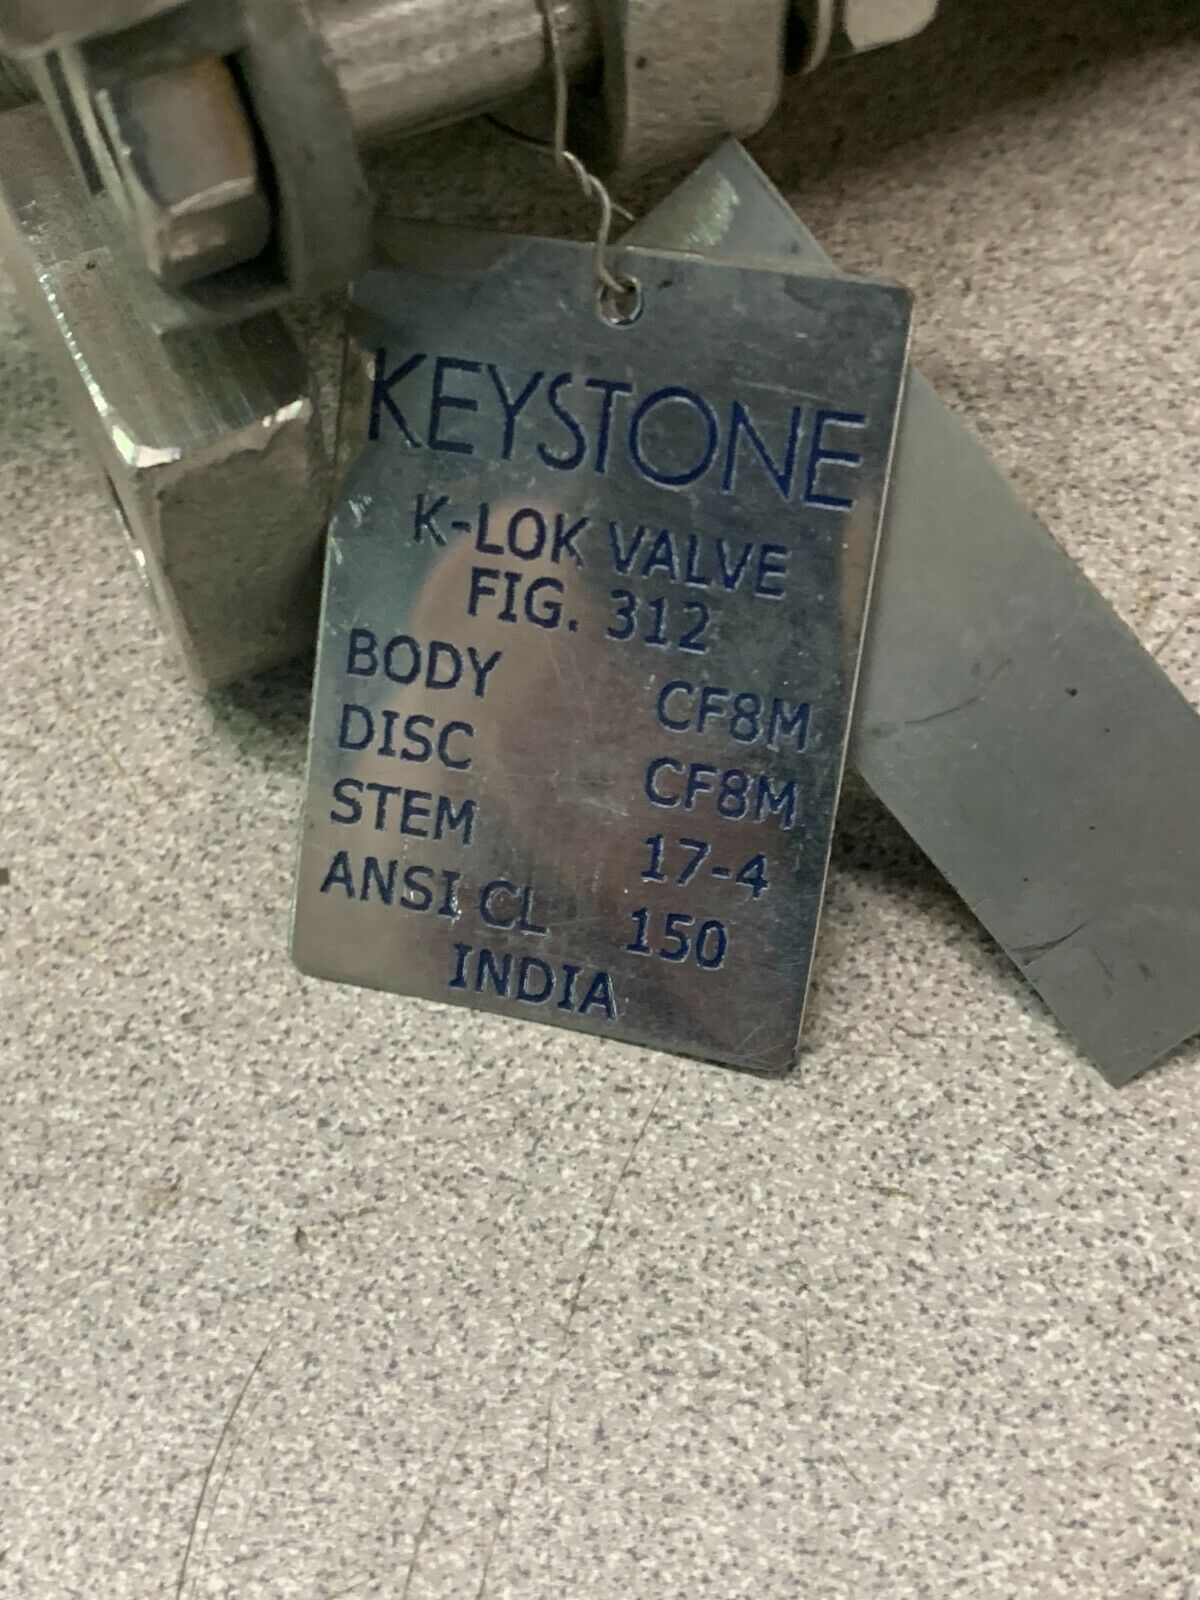 KEYSTONE
K-LOK VALVE
FIG. 312
BODY CF8M
DISC CF8M
STEM 17-4
ANSI CL 150
INDIA